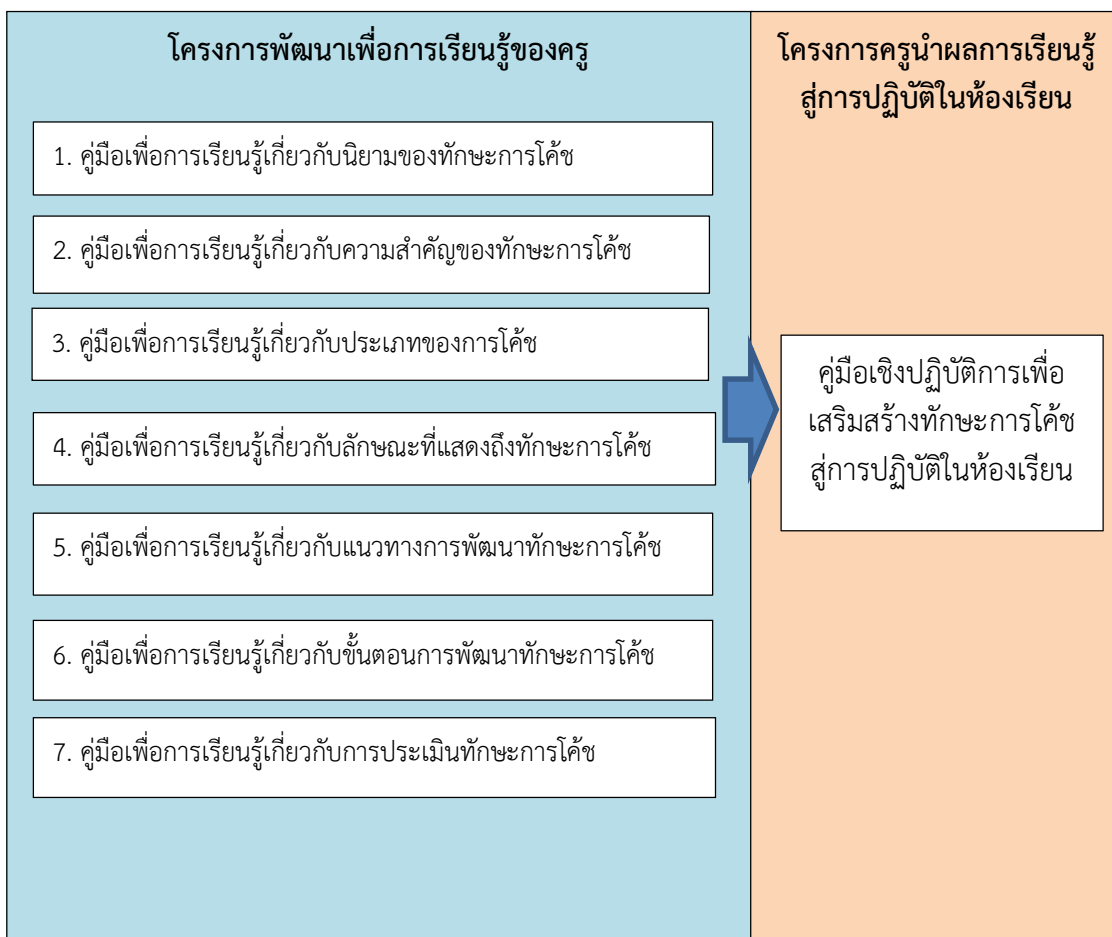 โครงการพัฒนาเพื่อการเรียนรู้ของครู
1. คู่มือเพื่อการเรียนรู้เกี่ยวกับนิยามของทักษะการโค้ช
2. คู่มือเพื่อการเรียนรู้เกี่ยวกับความสำคัญของทักษะการโค้ช
3. คู่มือเพื่อการเรียนรู้เกี่ยวกับประเภทของการโค้ช
4. คู่มือเพื่อการเรียนรู้เกี่ยวกับลักษณะที่แสดงถึงทักษะการโค้ช
5. คู่มือเพื่อการเรียนรู้เกี่ยวกับแนวทางการพัฒนาทักษะการโค้ช
6. คู่มือเพื่อการเรียนรู้เกี่ยวกับขั้นตอนการพัฒนาทักษะการโค้ช
7. คู่มือเพื่อการเรียนรู้เกี่ยวกับการประเมินทักษะการโค้ช
โครงการครูนำผลการเรียนรู้
สู่การปฏิบัติในห้องเรียน
คู่มือเชิงปฏิบัติการเพื่อ
เสริมสร้างทักษะการโค้ช
สู่การปฏิบัติในห้องเรียน